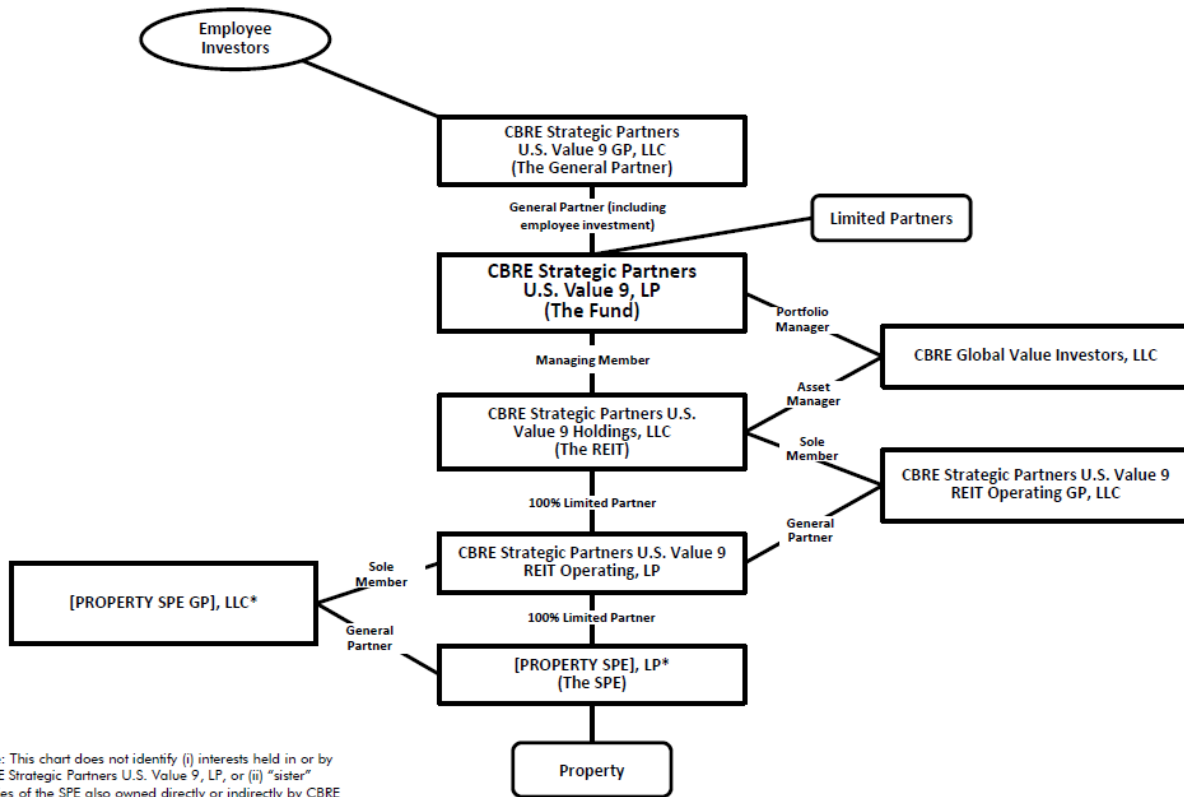 Employee
Investors
CBRE Strategic Partners
U.S. Value 9 GP, LLC
(The General Partner)
General Partner (including
employee investment)
Limited Partners
CBRE Strategic Partners
U.S. Value 9, LP
(The Fund)
Portfolio
Manager
CBRE Global Value Investors, LLC
Managing Member
Asset
Manager
CBRE Strategic Partners U.S.
Value 9 Holdings, LLC
(The REIT)
Sole
Member
CBRE Strategic Partners U.S. Value 9
REIT Operating GP, LLC
100% Limited Partner
General
Partner
CBRE Strategic Partners U.S. Value 9
REIT Operating, LP
Sole
Member
[PROPERTY SPE GP], LLC*
100% Limited Partner
General
Partner
[PROPERTY SPE], LP*
(The SPE)
Property
: This chart does not identify (i) interests held in or by
E Strategic Partners U.S. Value 9, LP, or (ii) “sister”
es of the SPE also owned directly or indirectly by CBRE